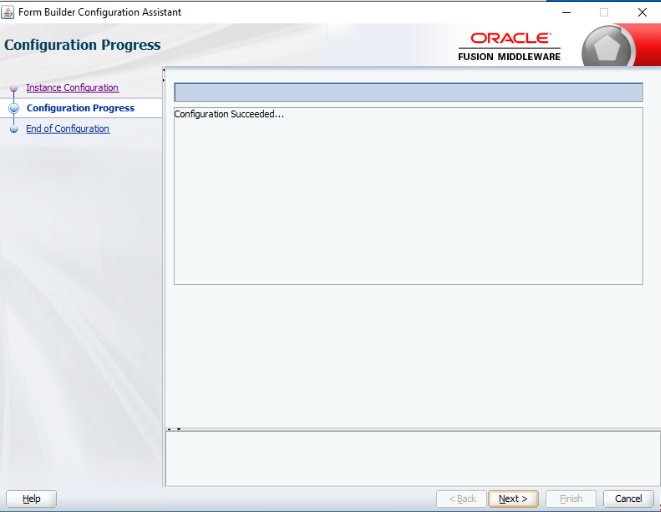 Form Builder Configuration Assistant
Configuration Progress
ORACLE
FUSION MIDDLEWARE
Instance Configuration
Configuration Progress
End of Configuration
Configuration Succeeded...
Help
< Back
Next >
Finish
Cancel